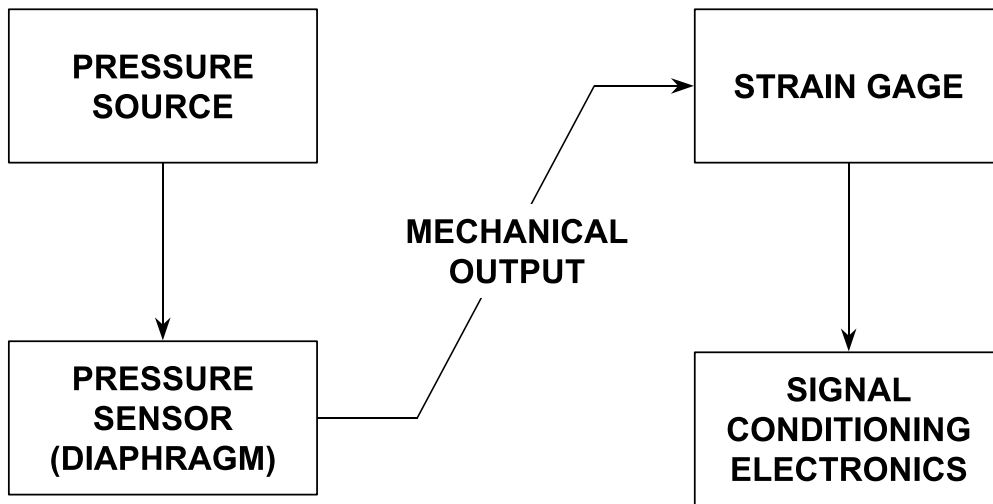 PRESSURE
SOURCE
PRESSURE
SENSOR
(DIAPHRAGM)
MECHANICAL
OUTPUT
STRAIN GAGE
SIGNAL
CONDITIONING
ELECTRONICS